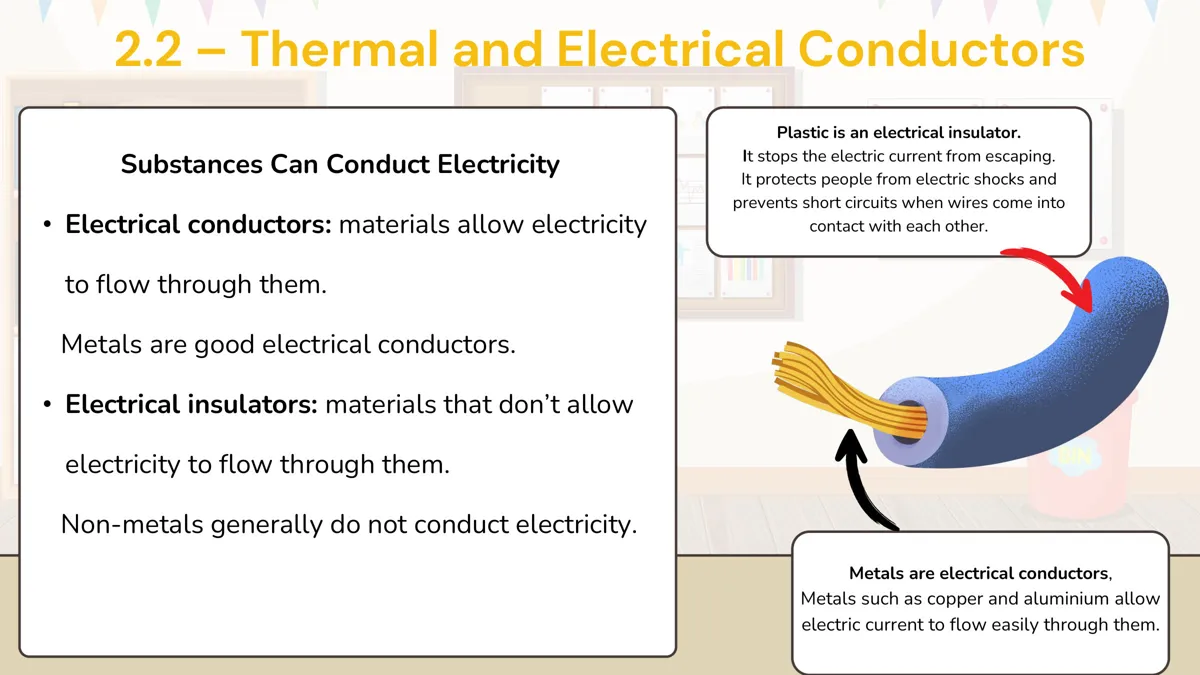 2.2 – Thermal and Electrical Conductors
Substances Can Conduct Electricity
• Electrical conductors: materials allow electricity
to flow through them.
Metals are good electrical conductors.
• Electrical insulators: materials that don’t allow
electricity to flow through them.
Non-metals generally do not conduct electricity.
Plastic is an electrical insulator.
It stops the electric current from escaping.
It protects people from electric shocks and
prevents short circuits when wires come into
contact with each other.
Metals are electrical conductors,
Metals such as copper and aluminium allow
electric current to flow easily through them.